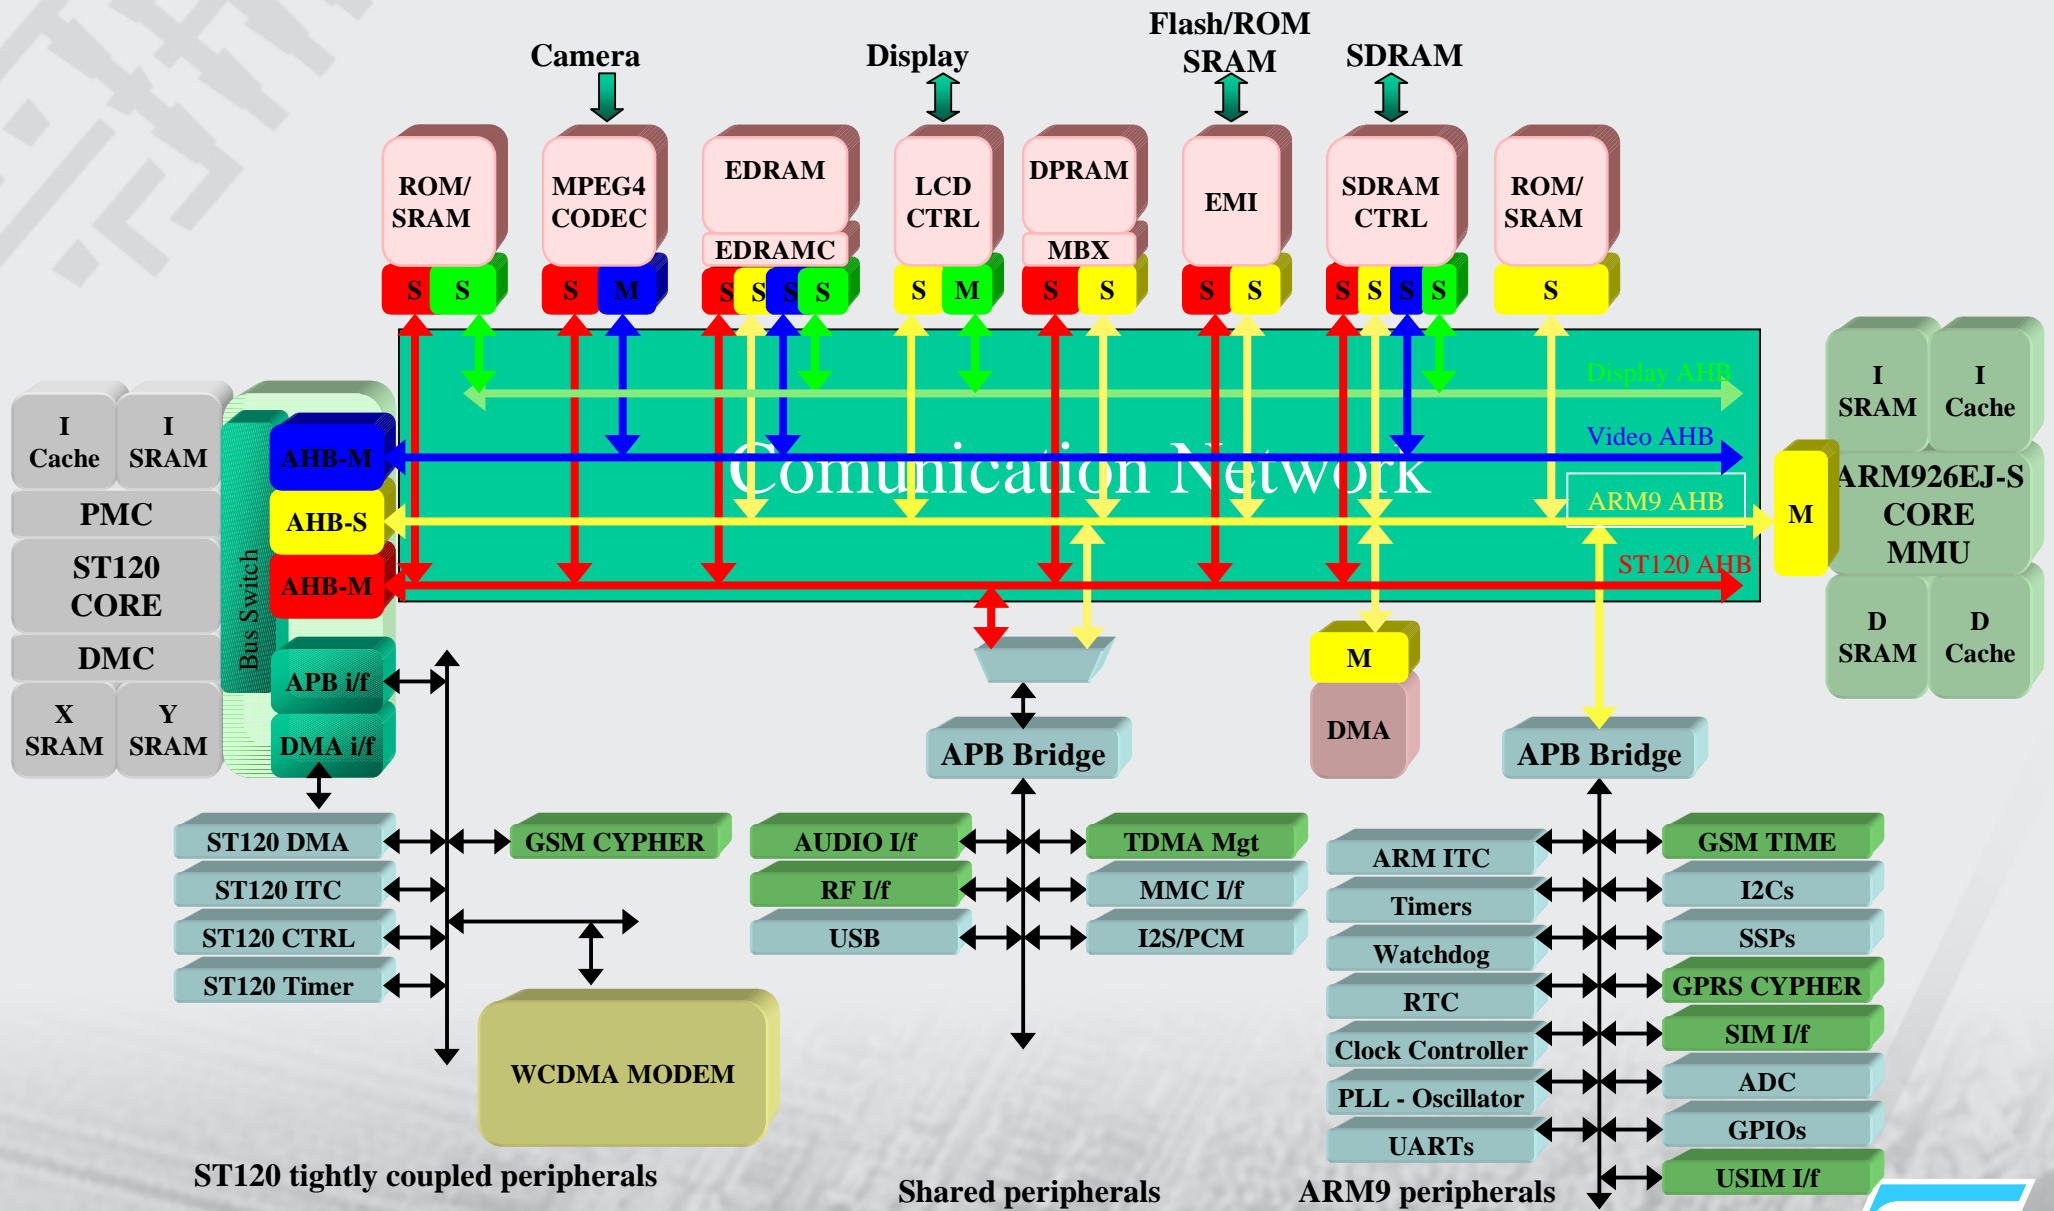 Camera
Display
Flash/ROM
SRAM
SDRAM
ROM/
SRAM
MPEG4
CODEC
EDRAM
EDRAMC
LCD
CTRL
DPRAM
MBX
EMI
SDRAM
CTRL
ROM/
SRAM
S S
S M
S S S S
S M
S S
S S
S S S S
S
Comunication Network
Display AHB
Video AHB
ARM9 AHB
ST120 AHB
I
Cache
I
SRAM
PMC
ST120
CORE
DMC
X
SRAM
Y
SRAM
Bus Switch
AHB-M
AHB-S
AHB-M
APB i/f
DMA i/f
M
I
SRAM
I
Cache
ARM926EJ-S
CORE
MMU
D
SRAM
D
Cache
M
DMA
APB Bridge
APB Bridge
ST120 DMA
ST120 ITC
ST120 CTRL
ST120 Timer
GSM CYPHER
WCDMA MODEM
ST120 tightly coupled peripherals
AUDIO I/f
RF I/f
USB
TDMA Mgt
MMC I/f
I2S/PCM
Shared peripherals
ARM ITC
Timers
Watchdog
RTC
Clock Controller
PLL - Oscillator
UARTs
GSM TIME
I2Cs
SSPs
GPRS CYPHER
SIM I/f
ADC
GPIOs
USIM I/f
ARM9 peripherals